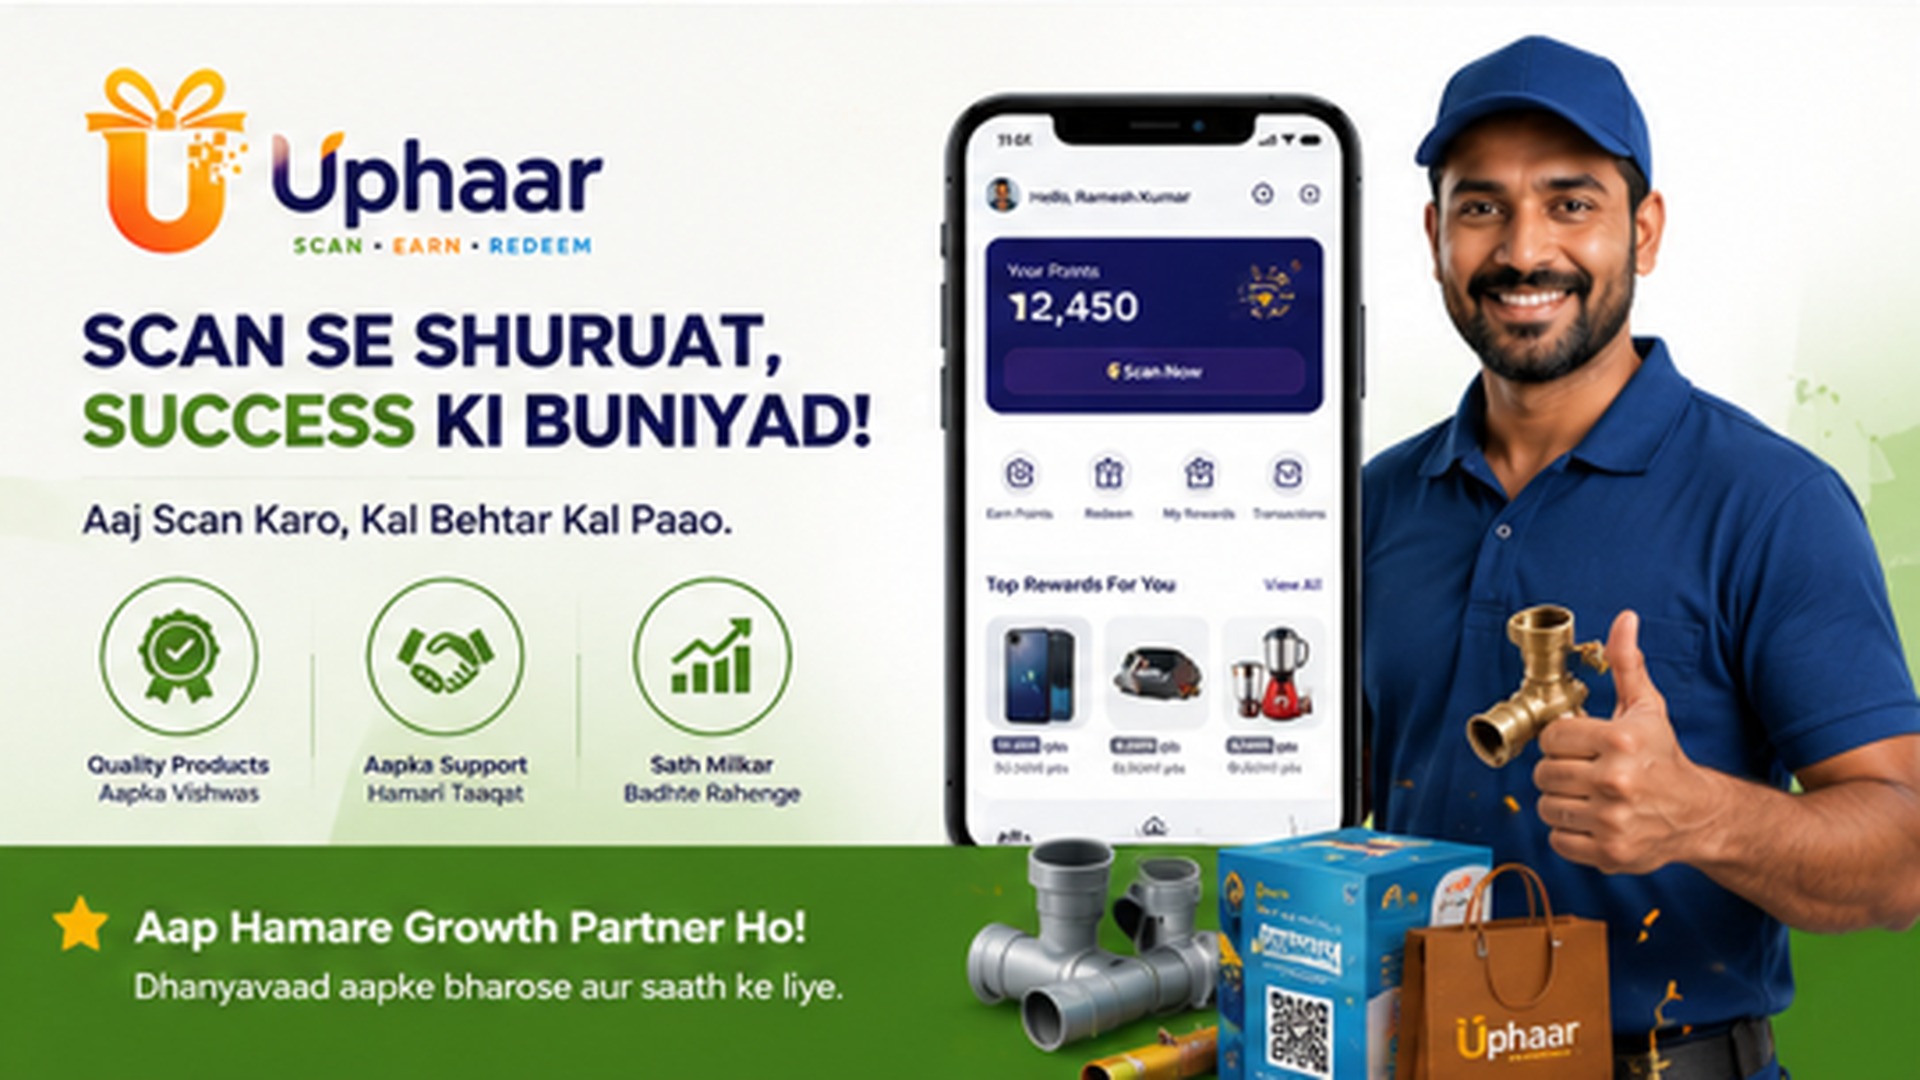 Uphaar
SCAN • EARN • REDEEM
SCAN SE SHURUAT,
SUCCESS KI BUNIYAD!
Aaj Scan Karo, Kal Behtar Kal Paao.
Quality Products
Aapka Vishwas
Aapka Support
Hamari Taaqat
Sath Milkar
Badhte Rahenge
Aap Hamare Growth Partner Ho!
Dhanyavaad aapke bharose aur saath ke liye.
Hello, Ramesh Kumar
Your Points
12,450
Scan Now
Earn Points
Redeem
My Rewards
Transactions
Top Rewards For You
View All
Uphaar